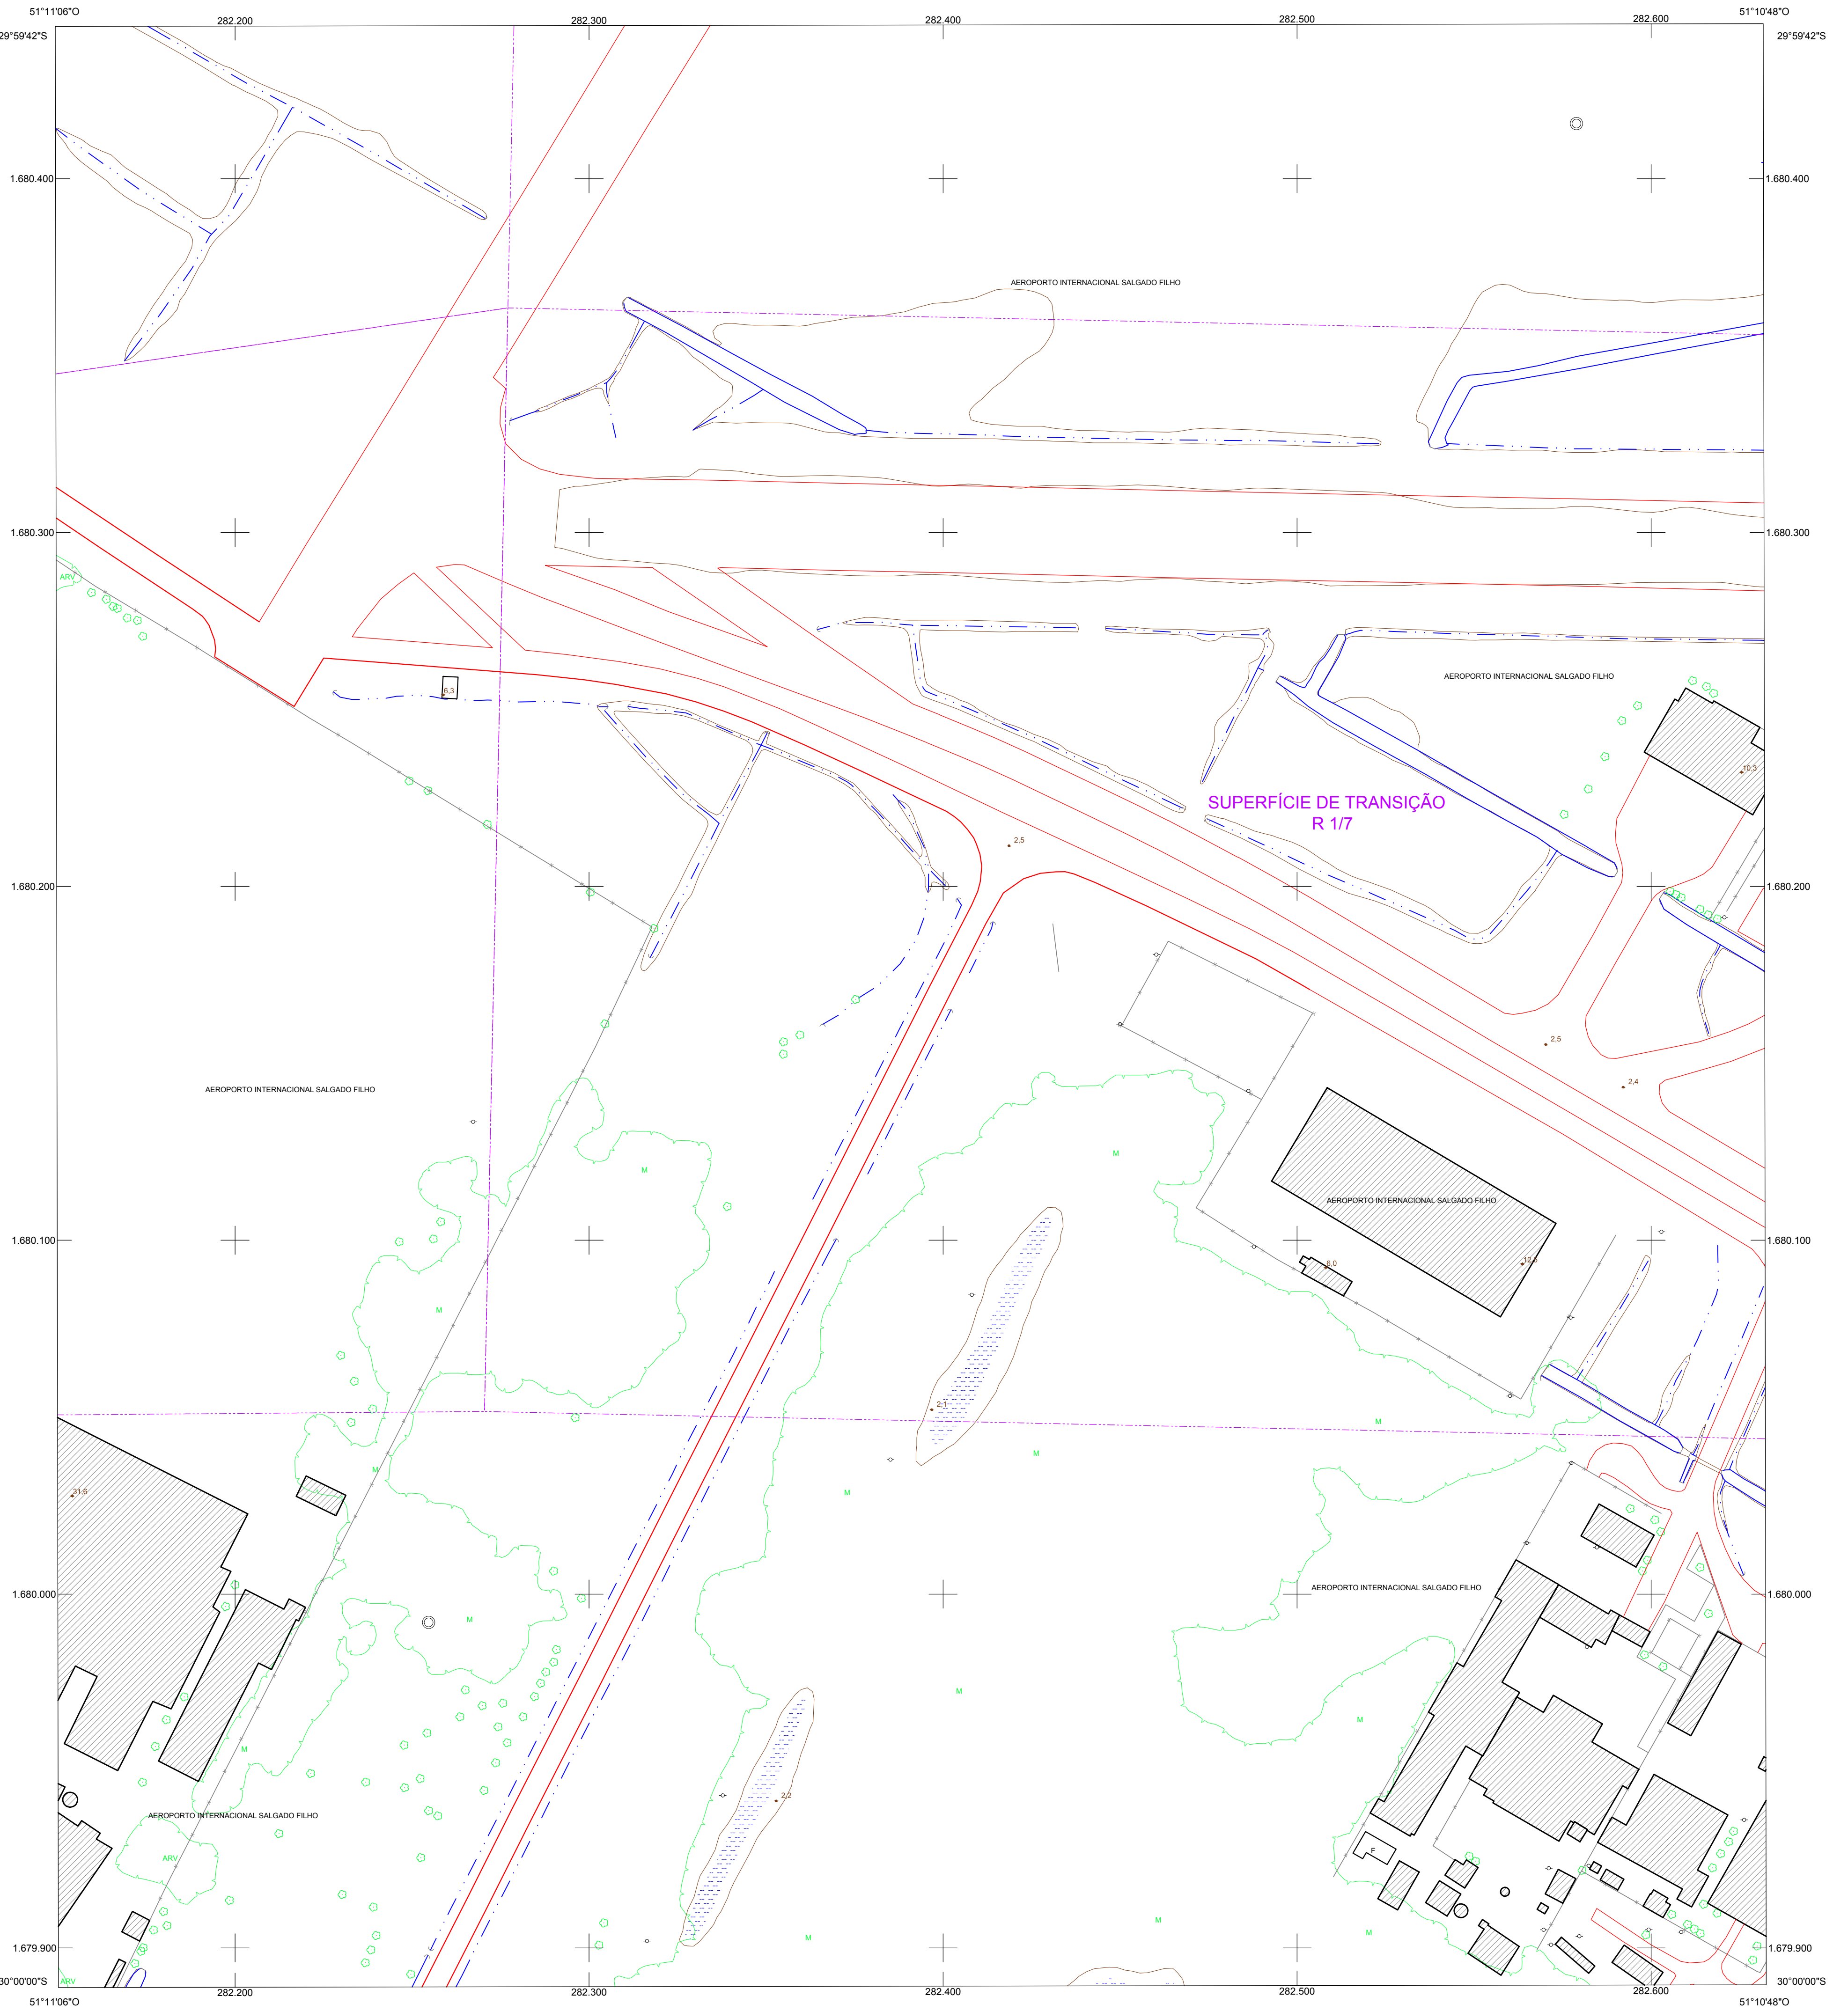 51°11'06"O
282.200
282.300
282.400
282.500
282.600
51°10'48"O
29°59'42"S
29°59'42"S
1.680.400
1.680.400
AEROPORTO INTERNACIONAL SALGADO FILHO
1.680.300
1.680.300
ARV
AEROPORTO INTERNACIONAL SALGADO FILHO
6,3
10,3
SUPERFÍCIE DE TRANSIÇÃO
R 1/7
2,5
1.680.200
1.680.200
2,5
2,4
AEROPORTO INTERNACIONAL SALGADO FILHO
M
M
AEROPORTO INTERNACIONAL SALGADO FILHO
1.680.100
1.680.100
6,0
M
2,1
M
M
M
31,6
M
AEROPORTO INTERNACIONAL SALGADO FILHO
1.680.000
1.680.000
M
M
M
M
2,2
AEROPORTO INTERNACIONAL SALGADO FILHO
F
ARV
M
M
M
1.679.900
1.679.900
30°00'00"S
ARV
30°00'00"S
51°11'06"O
282.200
282.300
282.400
282.500
282.600
51°10'48"O